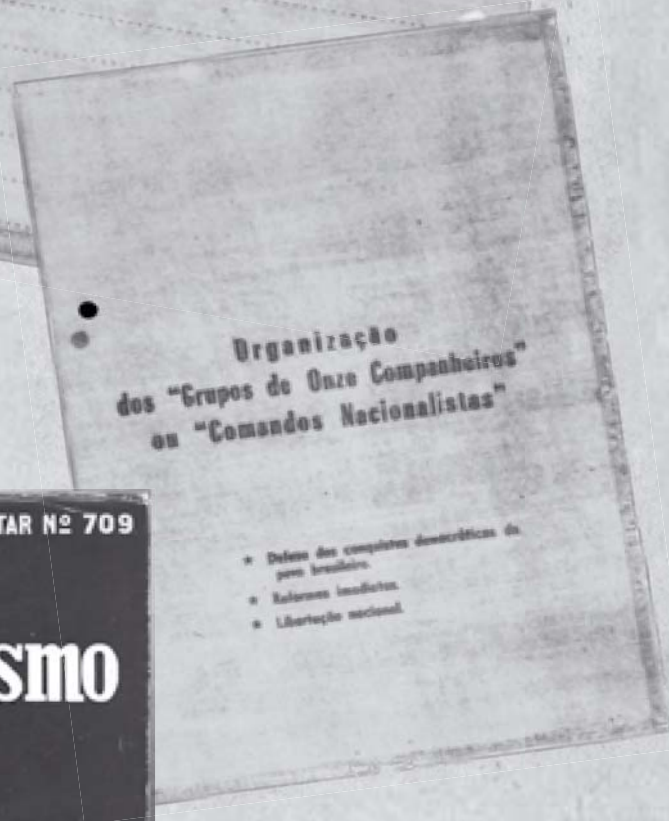 Organização
dos "Grupos de Onze Companheiros"
ou "Comandos Nacionalistas"
* Defesa das conquistas democráticas do
povo brasileiro.
* Reformas imediatas.
* Libertação nacional.
TAR Nº 709
smo